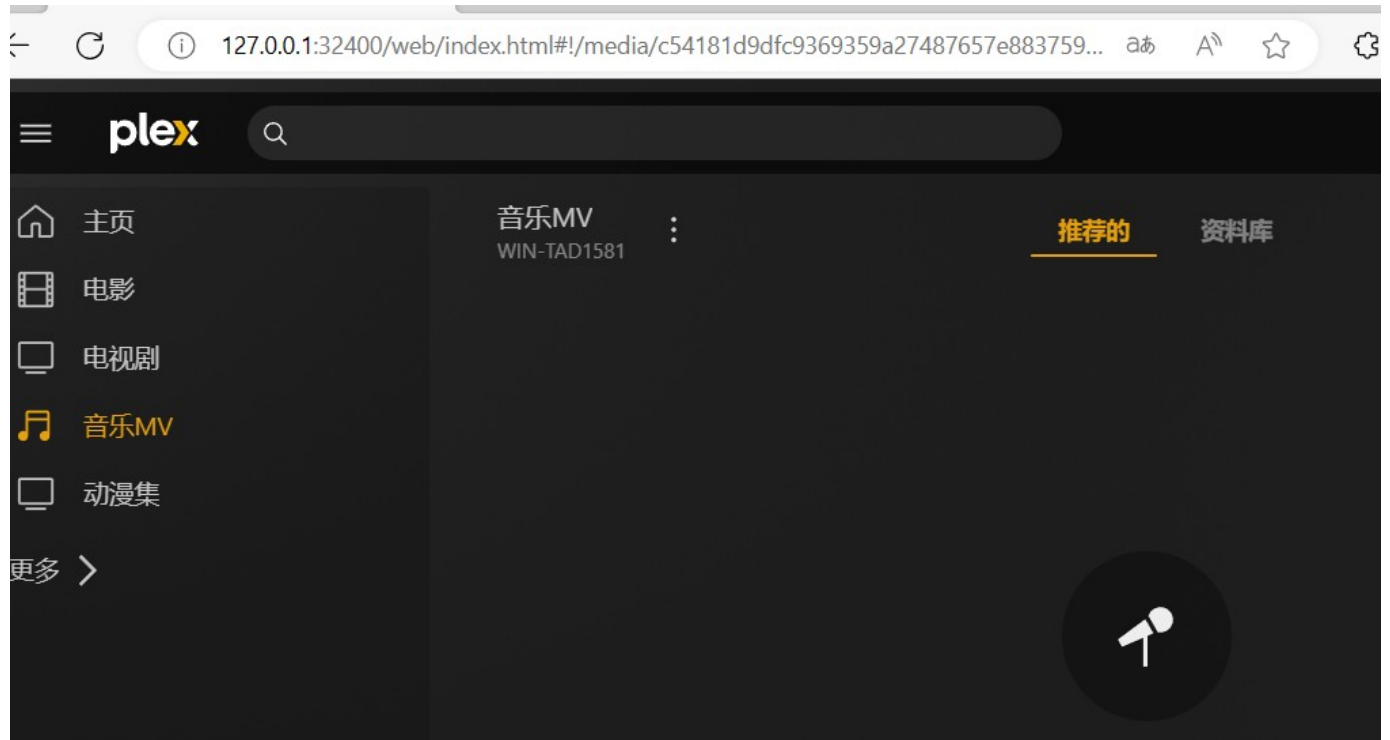 127.0.0.1:32400/web/index.html#!/media/c54181d9dfc9369359a27487657e883759...
aあ
A
plex
主页
电影
电视剧
音乐MV
动漫集
更多
音乐MV
WIN-TAD1581
推荐的
资料库